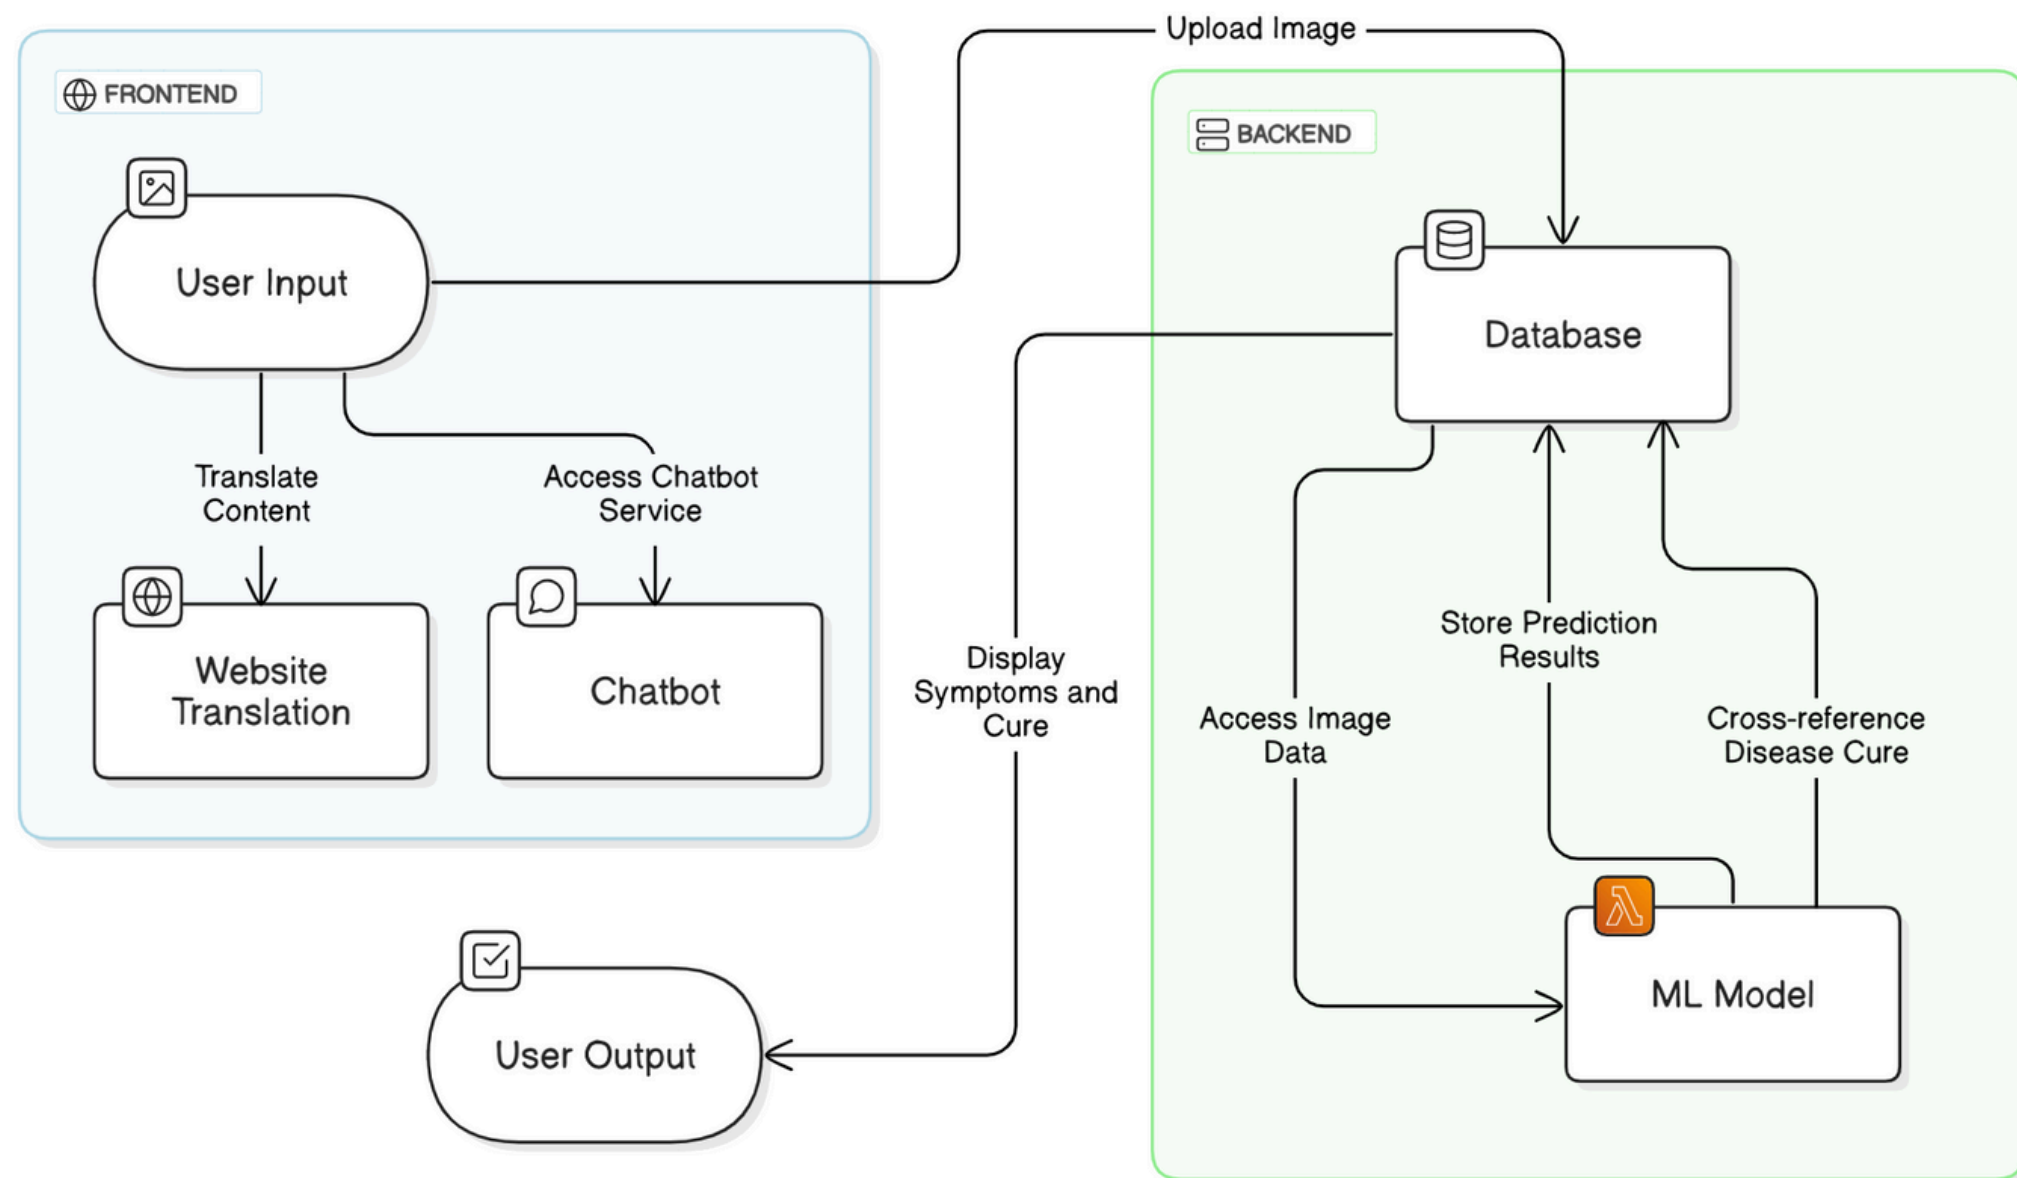 Upload Image
FRONTEND
BACKEND
User Input
Database
Translate
Content
Access Chatbot
Service
Website
Translation
Chatbot
Display
Symptoms and
Cure
Store Prediction
Results
Access Image
Data
Cross-reference
Disease Cure
ML Model
User Output